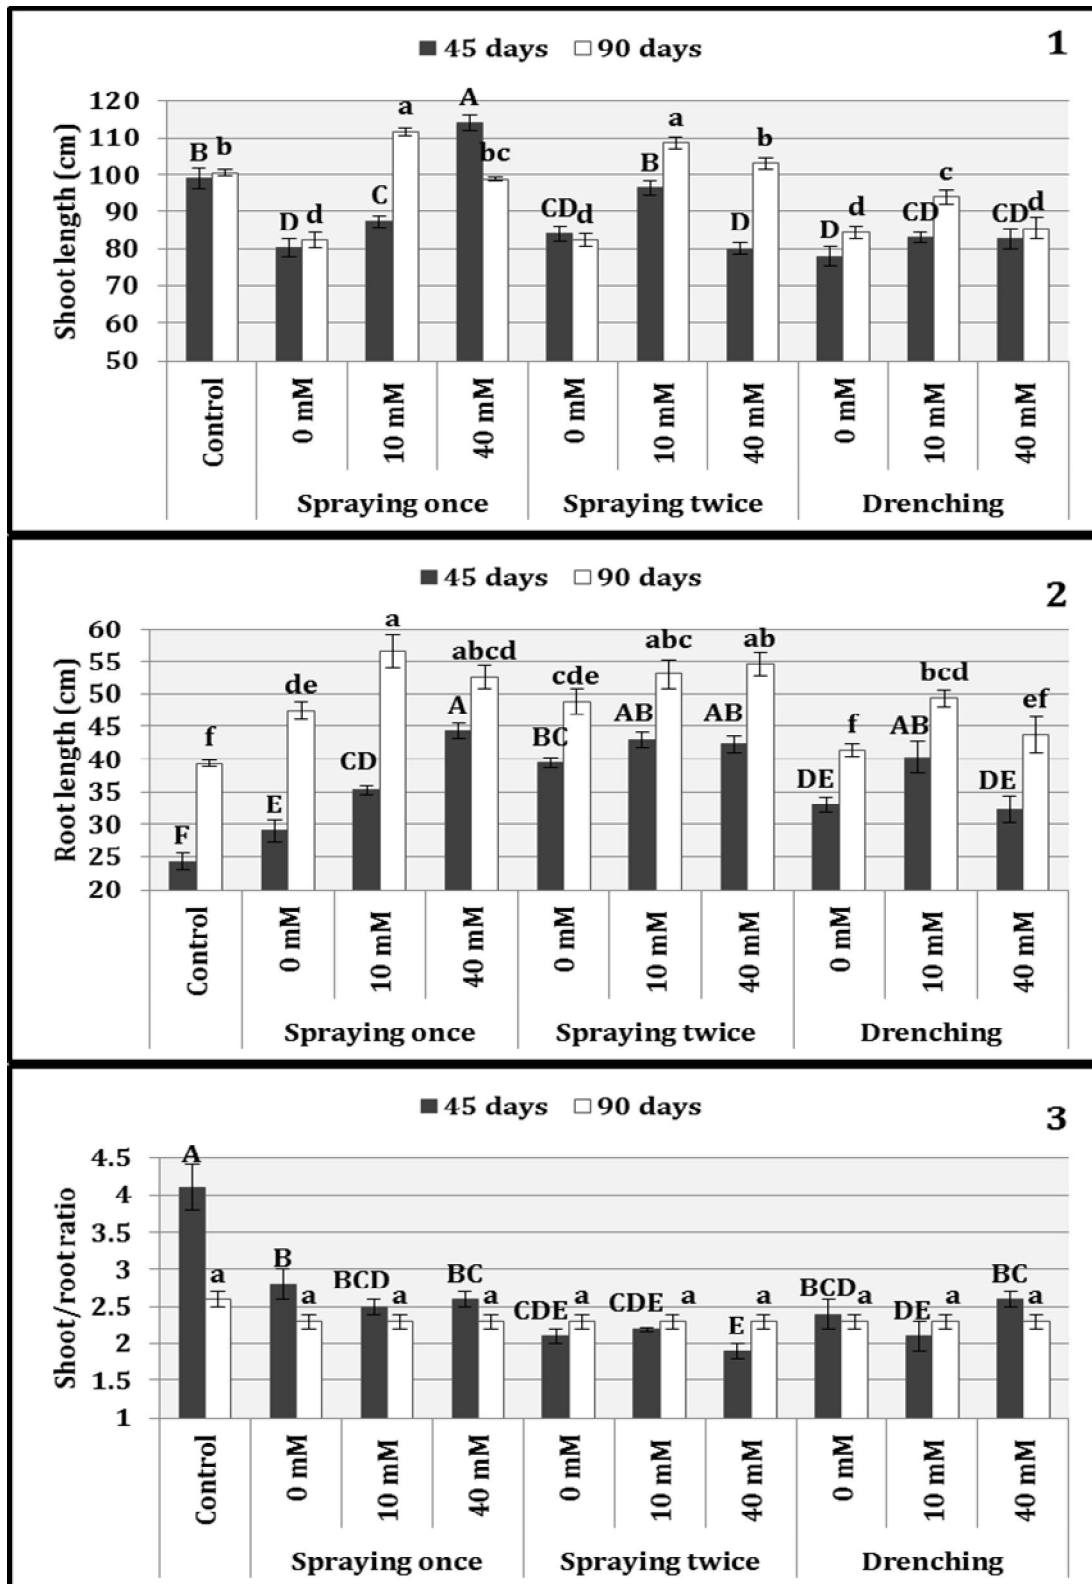 45 days 90 days
1
Shoot length (cm)
120
110
100
90
80
70
60
50
B b D d C a A bc CD d B a D b D d CD c CD d
Control 0 mM 10 mM 40 mM 0 mM 10 mM 40 mM 0 mM 10 mM 40 mM
Spraying once Spraying twice Drenching
45 days 90 days
2
Root length (cm)
60
55
50
45
40
35
30
25
20
F f E de CD a A abcd BC cde AB abc AB ab DE f AB bcd DE ef
Control 0 mM 10 mM 40 mM 0 mM 10 mM 40 mM 0 mM 10 mM 40 mM
Spraying once Spraying twice Drenching
45 days 90 days
3
Shoot/root ratio
4.5
4
3.5
3
2.5
2
1.5
1
A a B a BCD a BC a CDE a CDE a E a BCD a DE a BC a
Control 0 mM 10 mM 40 mM 0 mM 10 mM 40 mM 0 mM 10 mM 40 mM
Spraying once Spraying twice Drenching